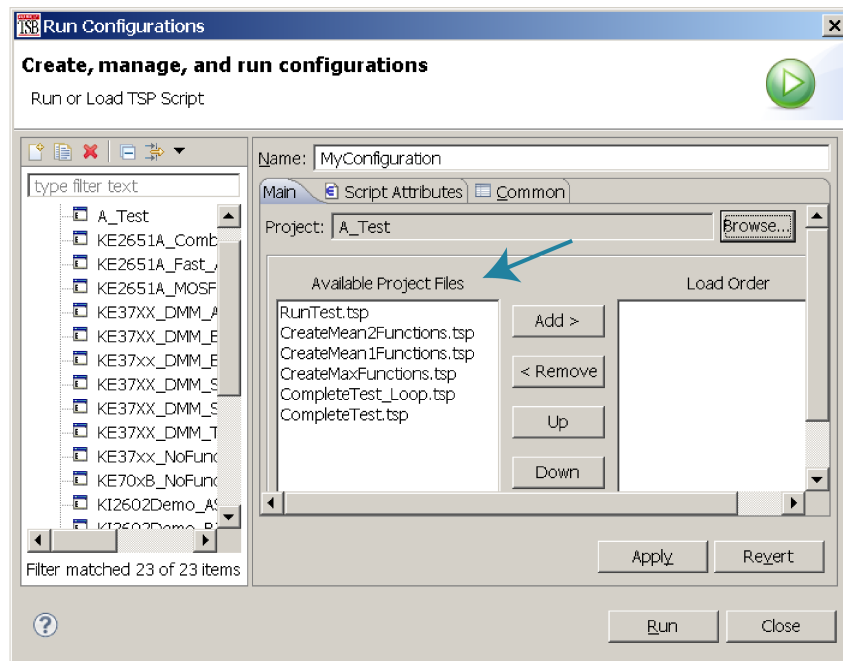 TSB Run Configurations
Create, manage, and run configurations
Run or Load TSP Script
type filter text
A_Test
KE2651A_Comb
KE2651A_Fast_
KE2651A_MOSF
KE37XX_DMM_A
KE37XX_DMM_E
KE37xx_DMM_E
KE37XX_DMM_S
KE37XX_DMM_S
KE37XX_DMM_T
KE37xx_NoFunc
KE70xB_NoFunc
KI2602Demo_AS
Filter matched 23 of 23 items
Name: MyConfiguration
Main Script Attributes Common
Project: A_Test Browse...
Available Project Files
RunTest.tsp
CreateMean2Functions.tsp
CreateMean1Functions.tsp
CreateMaxFunctions.tsp
CompleteTest_Loop.tsp
CompleteTest.tsp
Add >
< Remove
Up
Down
Load Order
Apply Revert
Run Close